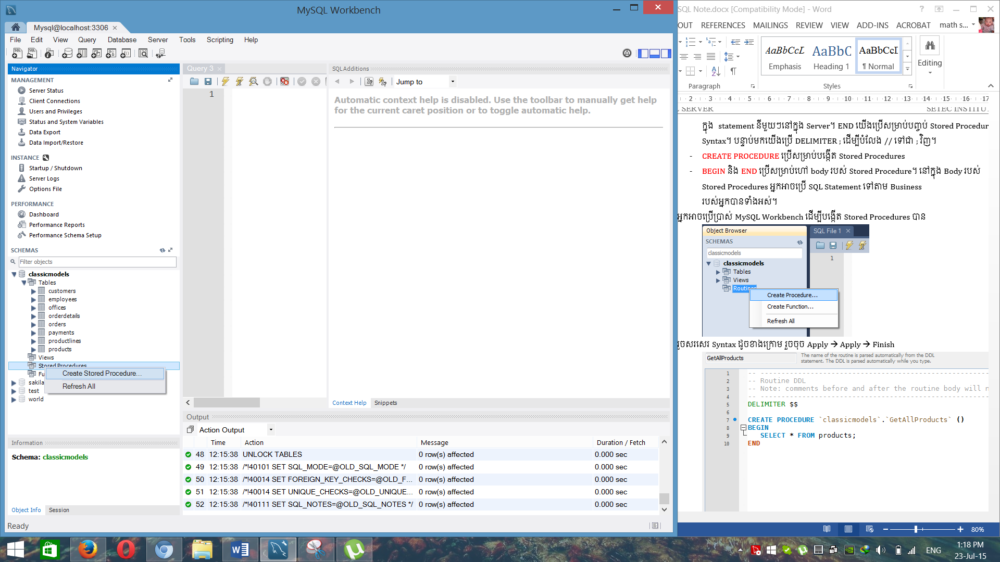 MySQL Workbench
Mysql@localhost:3306
File Edit View Query Database Server Tools Scripting Help
Navigator
MANAGEMENT
Server Status
Client Connections
Users and Privileges
Status and System Variables
Data Export
Data Import/Restore
INSTANCE
Startup / Shutdown
Server Logs
Options File
PERFORMANCE
Dashboard
Performance Reports
Performance Schema Setup
SCHEMAS
Filter objects
classicmodels
Tables
customers
employees
offices
orderdetails
orders
payments
productlines
products
Views
Stored Procedures
Create Stored Procedure...
Refresh All
sakila
test
world
Information
Schema: classicmodels
Object Info Session
Ready
Query 3
1
SQLAdditions
Jump to
Automatic context help is disabled. Use the toolbar to manually get help
for the current caret position or to toggle automatic help.
Context Help Snippets
Output
Action Output
Time Action Message Duration / Fetch
48 12:15:38 UNLOCK TABLES 0 row(s) affected 0.000 sec
49 12:15:38 /*!40101 SET SQL_MODE=@OLD_SQL_MODE */ 0 row(s) affected 0.000 sec
50 12:15:38 /*!40014 SET FOREIGN_KEY_CHECKS=@OLD_F... 0 row(s) affected 0.000 sec
51 12:15:38 /*!40014 SET UNIQUE_CHECKS=@OLD_UNIQUE... 0 row(s) affected 0.000 sec
52 12:15:38 /*!40111 SET SQL_NOTES=@OLD_SQL_NOTES */ 0 row(s) affected 0.000 sec
SQL Note.docx [Compatibility Mode] - Word
OUT REFERENCES MAILINGS REVIEW VIEW ADD-INS ACROBAT math s...
AaBbCcL AaBbC AaBbCcI
Emphasis Heading 1 ¶ Normal
Editing
Paragraph Styles
2 3 4 5 6 7 8 9 10 11 12 13 14 15 16 17
SERVER SETEC INSTITU
ក្នុង statement នីមួយៗនៅក្នុង Server។ END យើងប្រើសម្រាប់បញ្ចប់ Stored Procedur
Syntax។ បន្ទាប់មកយើងប្រើ DELIMITER ; ដើម្បីបំលែង // ទៅជា ; វិញ។
- CREATE PROCEDURE ប្រើសម្រាប់បង្កើត Stored Procedures
- BEGIN និង END ប្រើសម្រាប់ហៅ body របស់ Stored Procedure។ នៅក្នុង Body របស់
Stored Procedures អ្នកអាចប្រើ SQL Statement ទៅតាម Business
របស់អ្នកបានទាំងអស់។
អ្នកអាចប្រើប្រាស់ MySQL Workbench ដើម្បីបង្កើត Stored Procedures បាន
Object Browser
SQL File 1
SCHEMAS
classicmodels
1
classicmodels
Tables
Views
Routines
Create Procedure...
Create Function...
Refresh All
រួចសរសេរ Syntax ដូចខាងក្រោម រួចចុច Apply → Apply → Finish
GetAllProducts
The name of the routine is parsed automatically from the DDL
statement. The DDL is parsed automatically while you type.
1 -- ----------------------------------------------------------
2 -- Routine DDL
3 -- Note: comments before and after the routine body will n
4 -- ----------------------------------------------------------
5 DELIMITER $$
6
7 CREATE PROCEDURE `classicmodels`.`GetAllProducts` ()
8 BEGIN
9 SELECT * FROM products;
10 END
80%
ENG
1:18 PM
23-Jul-15